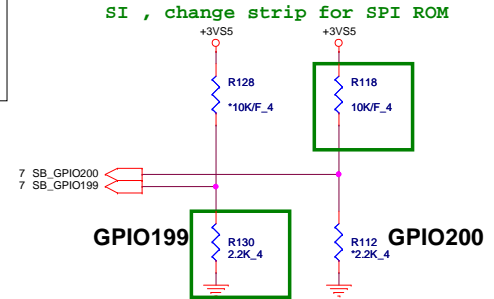 SI , change strip for SPI ROM
+3VS5 +3VS5
R128 R118
*10K/F_4 10K/F_4
7 SB_GPIO200
7 SB_GPIO199
GPIO199 R130 R112 GPIO200
2.2K_4 *2.2K_4